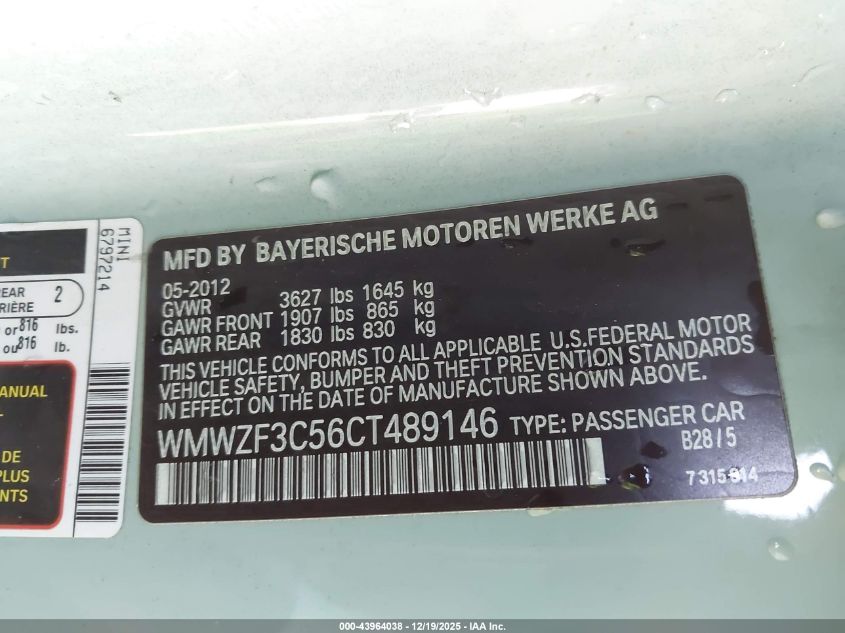 MFD BY BAYERISCHE MOTOREN WERKE AG
05-2012
GVWR 3627 lbs 1645 kg
GAWR FRONT 1907 lbs 865 kg
GAWR REAR 1830 lbs 830 kg
THIS VEHICLE CONFORMS TO ALL APPLICABLE U.S.FEDERAL MOTOR
VEHICLE SAFETY, BUMPER AND THEFT PREVENTION STANDARDS
IN EFFECT ON THE DATE OF MANUFACTURE SHOWN ABOVE.
WMWZF3C56CT489146 TYPE: PASSENGER CAR
B28/5
MINI
6797214
REAR 2
or 816 lbs.
ou 816 lb.
MANUAL
DE
PLUS
000-43964038 - 12/19/2025 - IAA Inc.